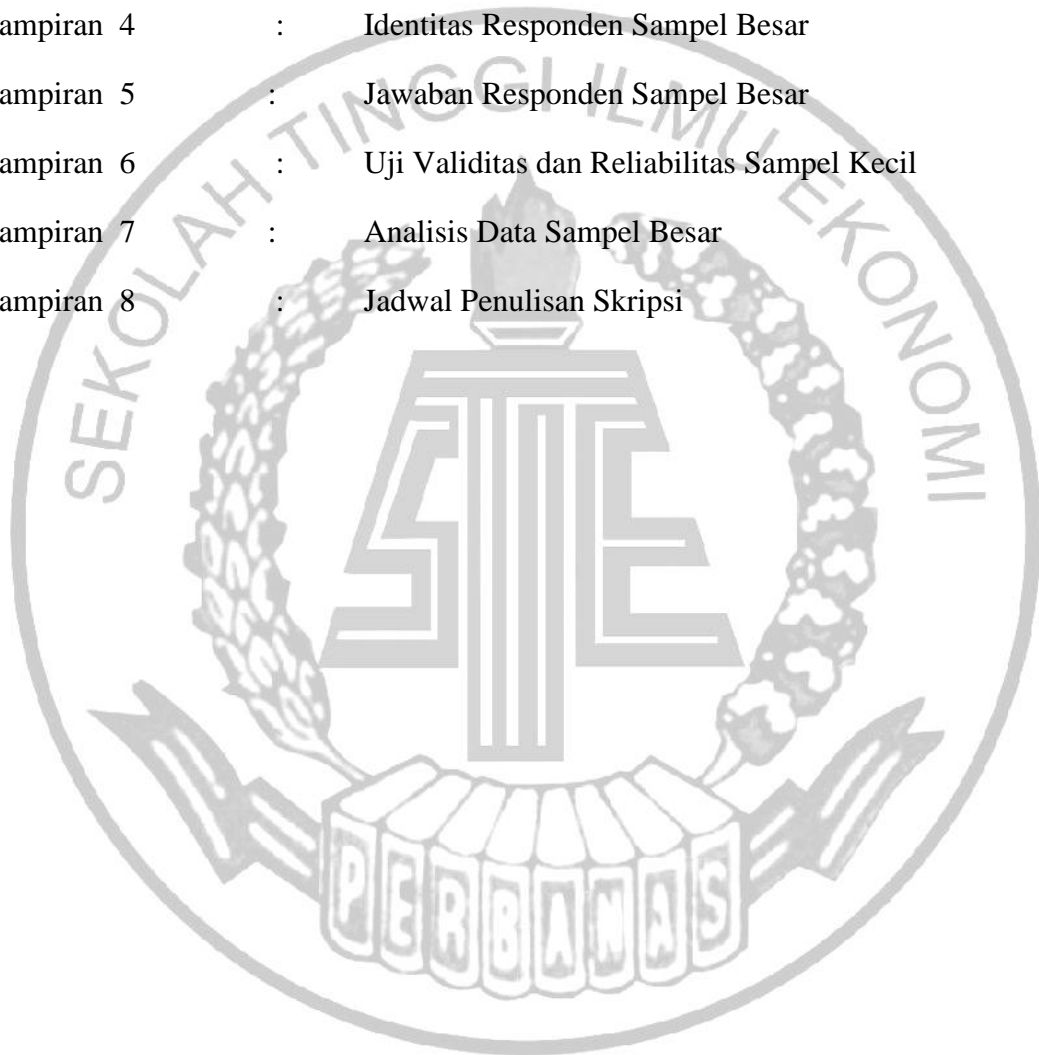 ampiran 4 : Identitas Responden Sampel Besar
ampiran 5 : Jawaban Responden Sampel Besar
ampiran 6 : Uji Validitas dan Reliabilitas Sampel Kecil
ampiran 7 : Analisis Data Sampel Besar
ampiran 8 : Jadwal Penulisan Skripsi
SEKOLAH TINGGI ILMU EKONOMI
STIE
PERBANAS